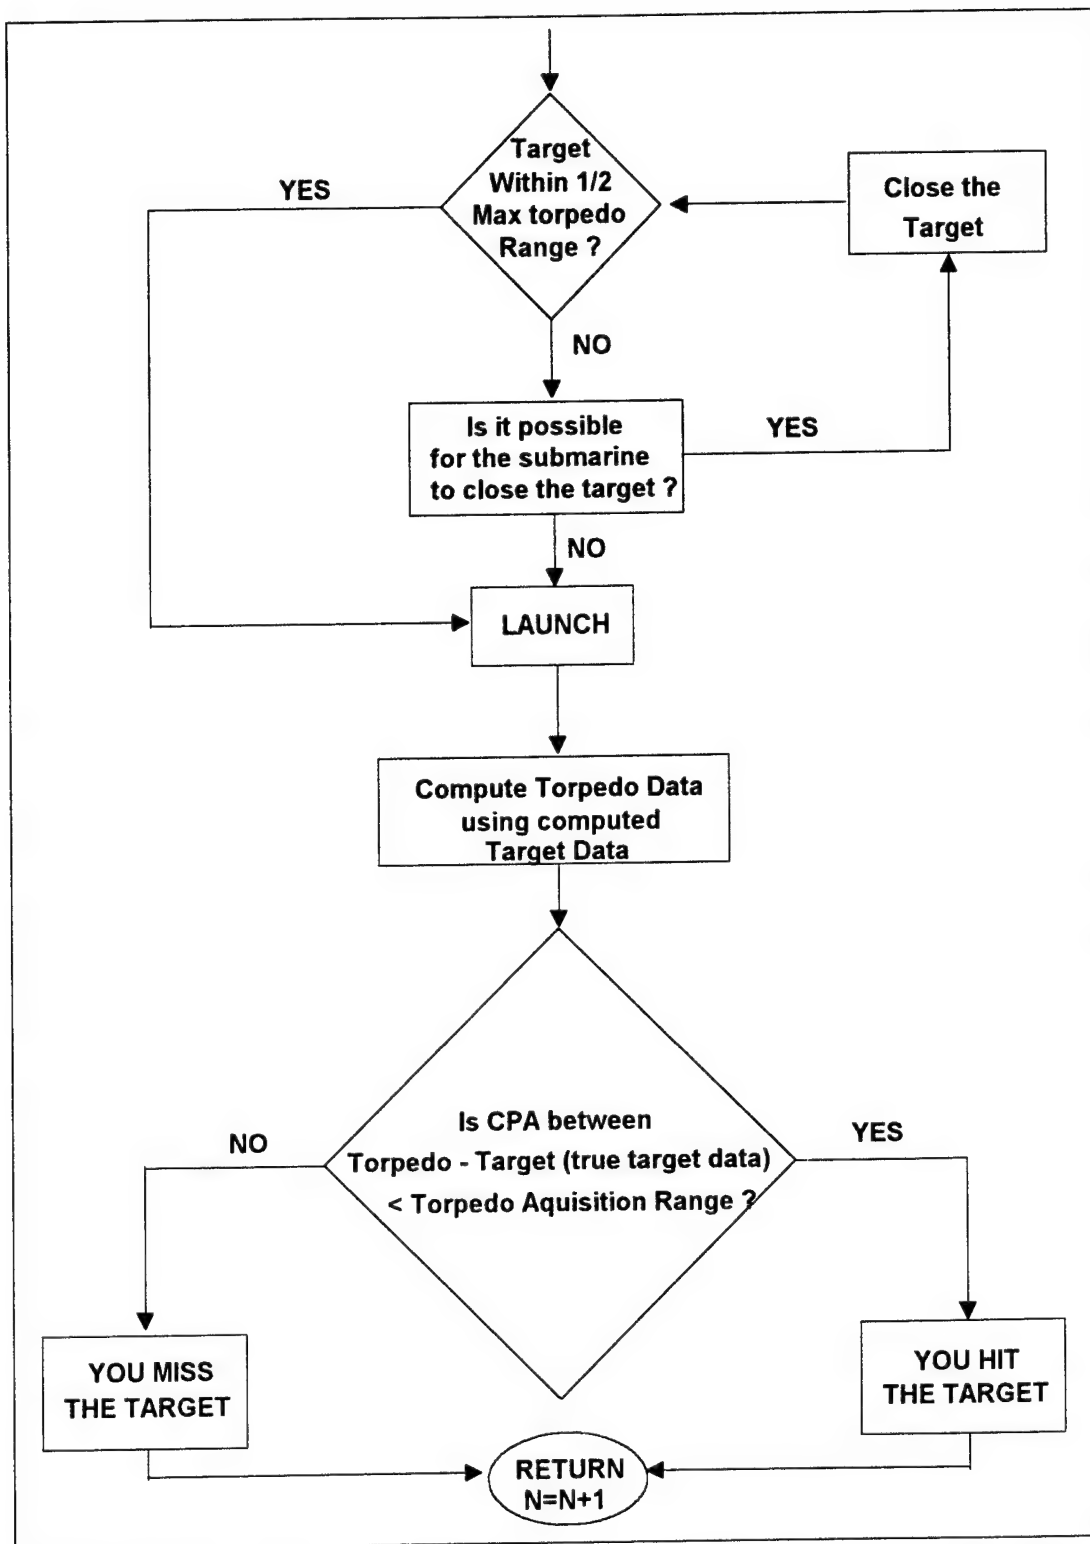 Target
Within 1/2
Max torpedo
Range ?
YES
Close the
Target
NO
Is it possible
for the submarine
to close the target ?
YES
NO
LAUNCH
Compute Torpedo Data
using computed
Target Data
Is CPA between
Torpedo - Target (true target data)
< Torpedo Aquisition Range ?
NO
YES
YOU MISS
THE TARGET
YOU HIT
THE TARGET
RETURN
N=N+1